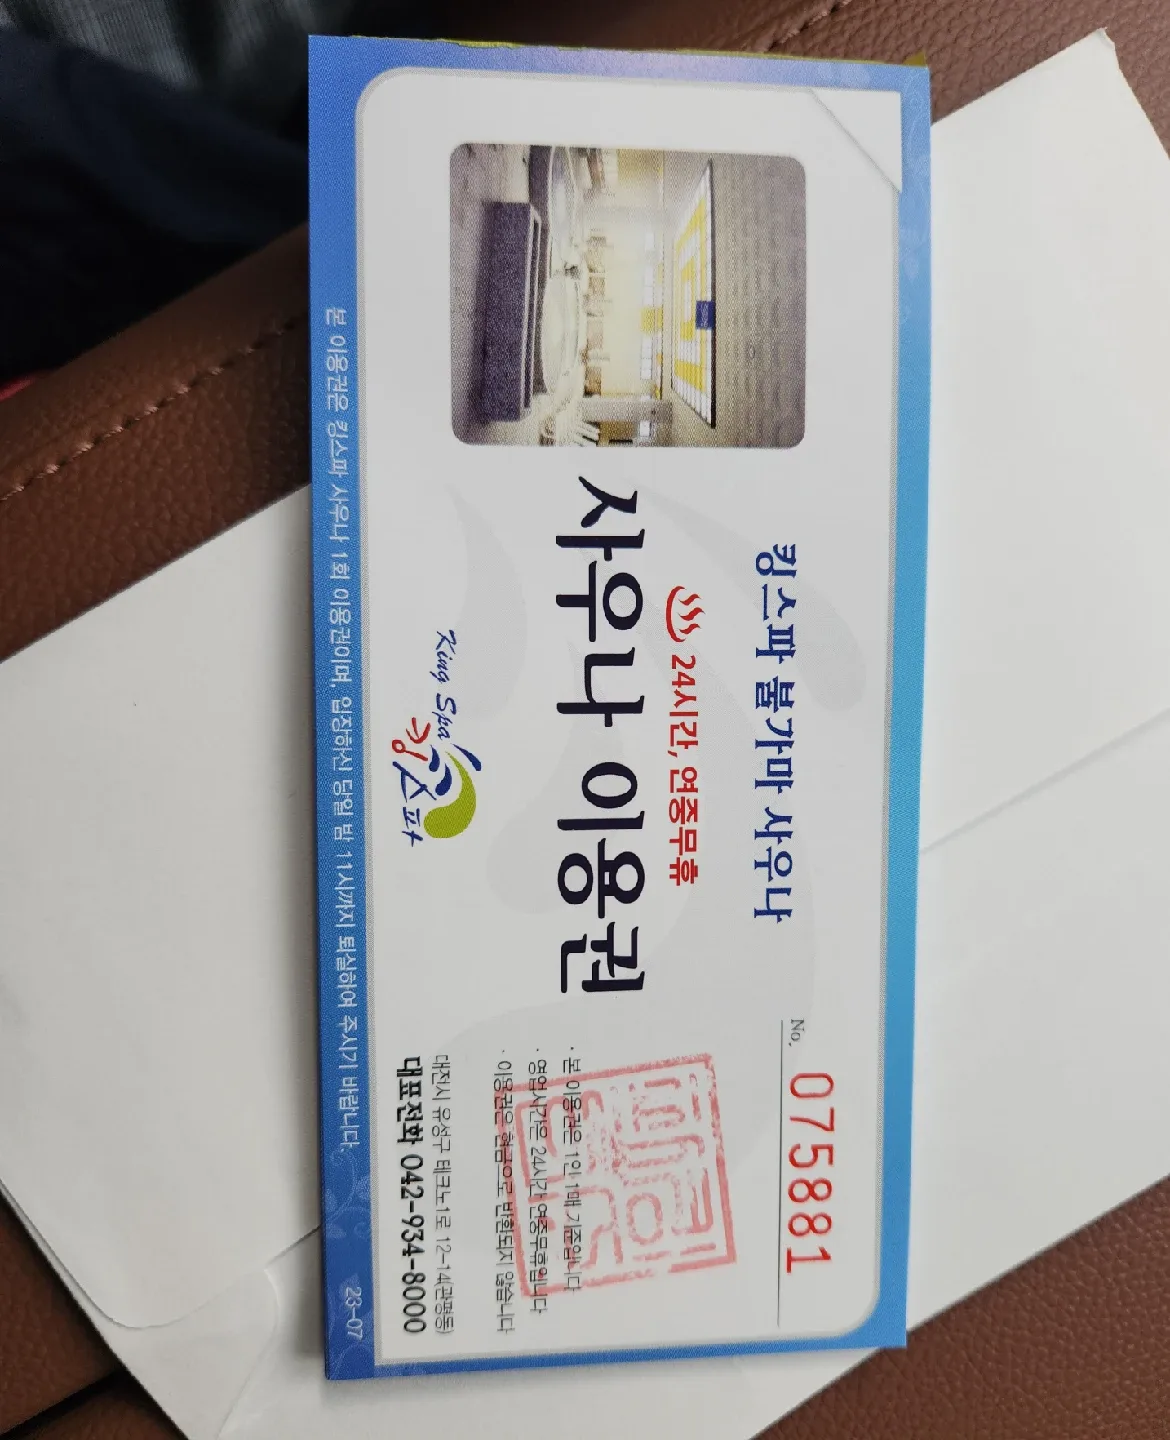 킹스파 불가마 사우나
24시간, 연중무휴
사우나 이용권
King Spa
킹스파
No. 075881
· 본 이용권은 1인 1매 기준입니다
· 영업시간은 24시간 연중무휴입니다
· 이용권은 현금으로 반환되지 않습니다
대전시 유성구 테크노1로 12-14(관평동)
대표전화 042-934-8000
본 이용권은 킹스파 사우나 1회 이용권이며, 입장하신 당일 밤 11시까지 퇴실하여 주시기 바랍니다.
23-07